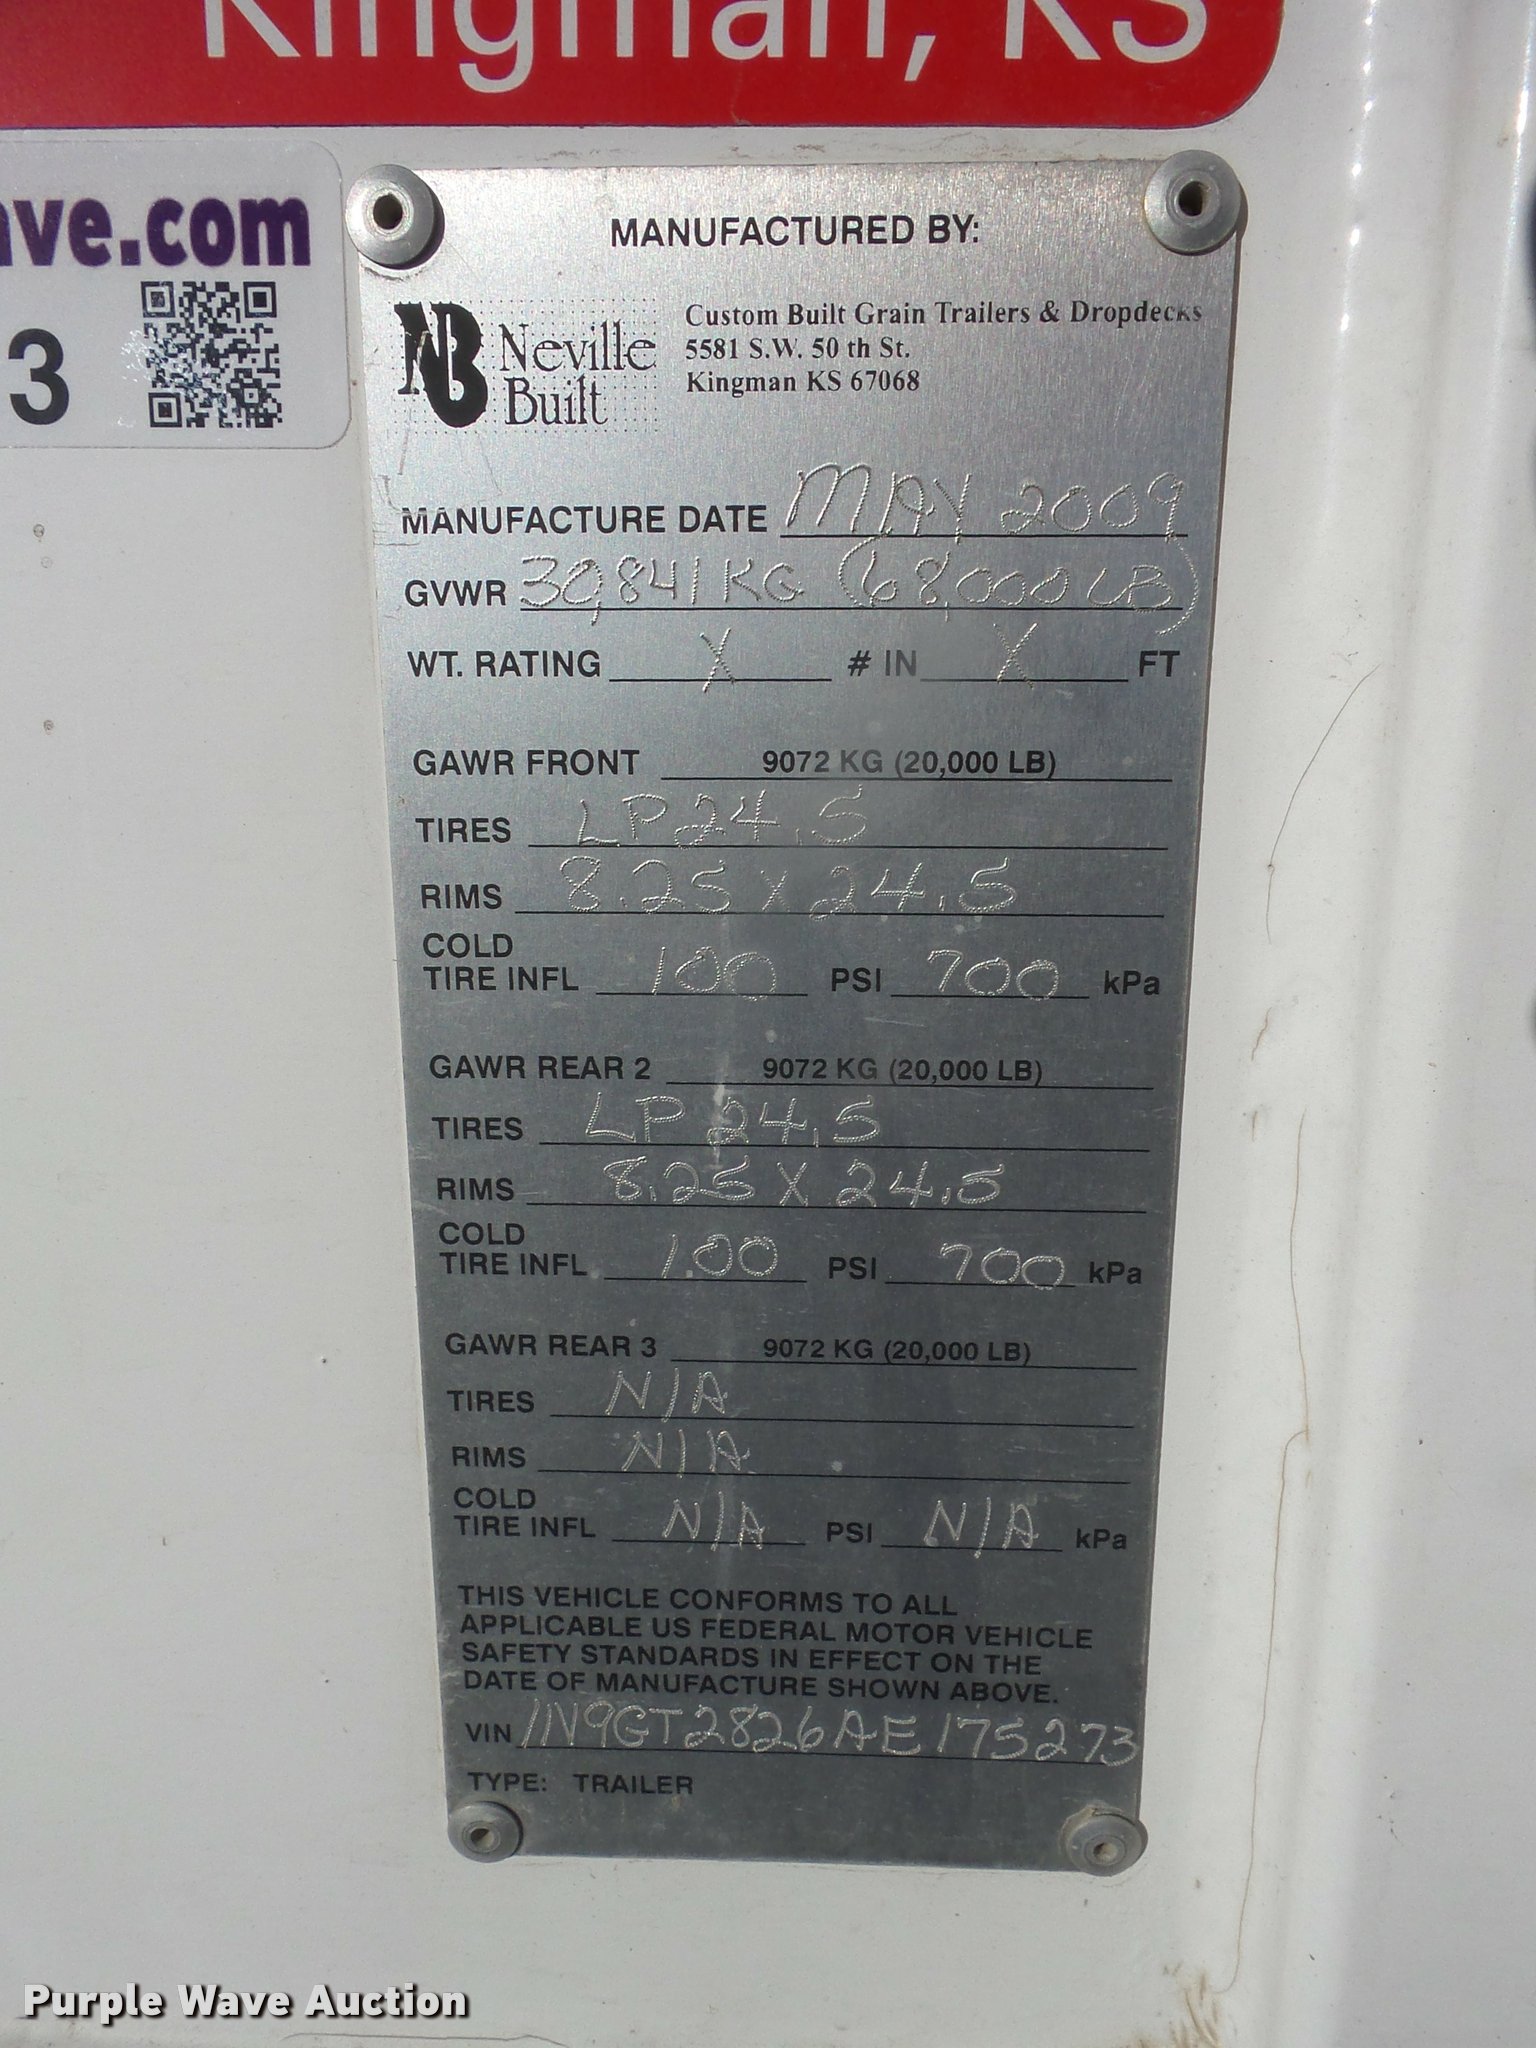 Kingman, KS
ave.com
3
MANUFACTURED BY:
NB Neville Built
Custom Built Grain Trailers & Dropdecks
5581 S.W. 50 th St.
Kingman KS 67068
MANUFACTURE DATE MAY 2009
GVWR 30,841 KG (68,000 LB)
WT. RATING X # IN X FT
GAWR FRONT 9072 KG (20,000 LB)
TIRES LP 24.5
RIMS 8.25 X 24.5
COLD
TIRE INFL 100 PSI 700 kPa
GAWR REAR 2 9072 KG (20,000 LB)
TIRES LP 24.5
RIMS 8.25 X 24.5
COLD
TIRE INFL 1.00 PSI 700 kPa
GAWR REAR 3 9072 KG (20,000 LB)
TIRES N/A
RIMS N/A
COLD
TIRE INFL N/A PSI N/A kPa
THIS VEHICLE CONFORMS TO ALL
APPLICABLE US FEDERAL MOTOR VEHICLE
SAFETY STANDARDS IN EFFECT ON THE
DATE OF MANUFACTURE SHOWN ABOVE.
VIN 1N9GT2826AE175273
TYPE: TRAILER
Purple Wave Auction